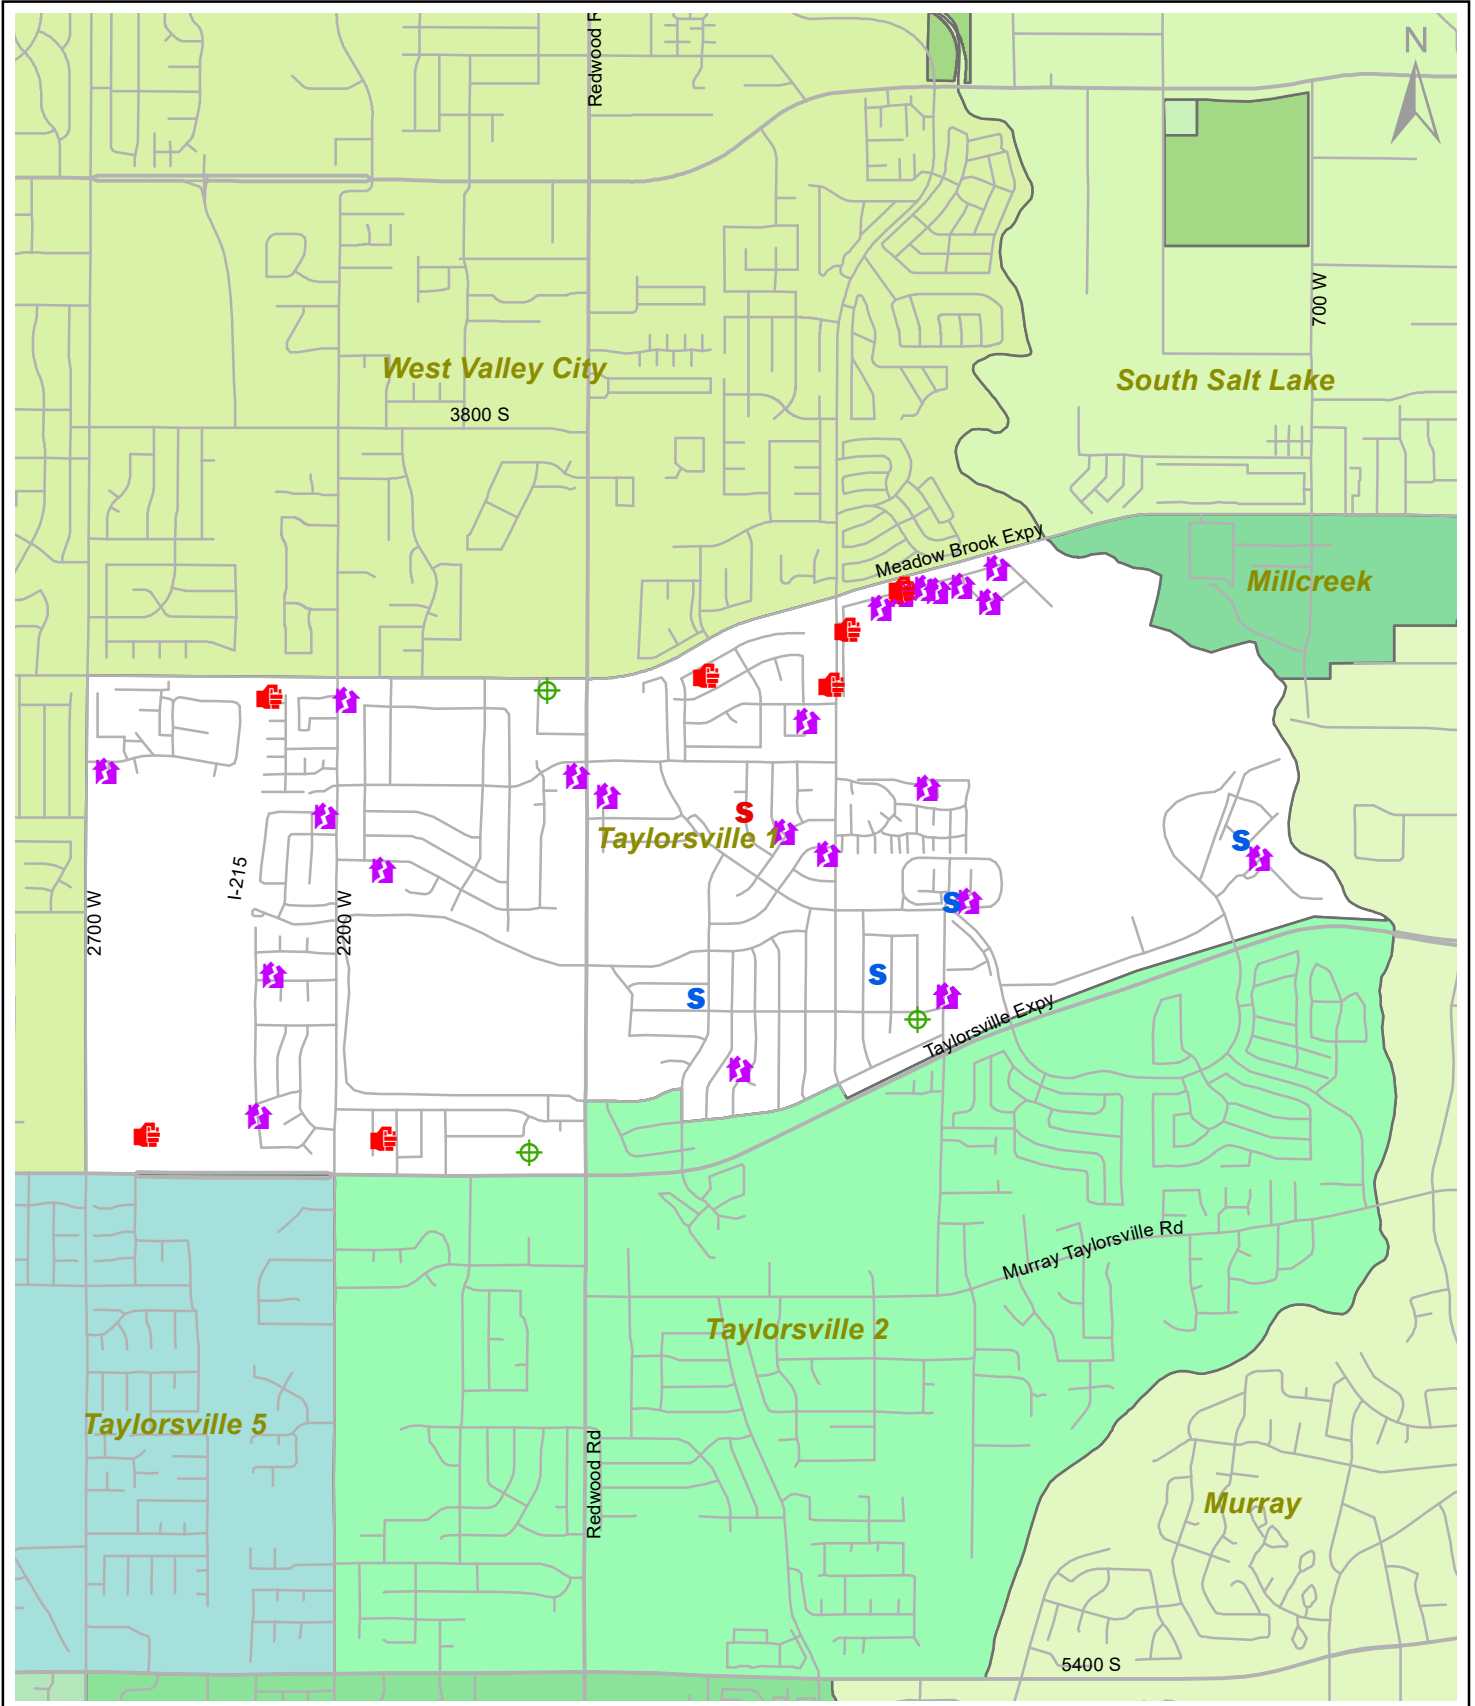 Redwood R
N
700 W
West Valley City
South Salt Lake
3800 S
Meadow Brook Expy
Millcreek
S
Taylorsville 1
S
I-215
2700 W
2200 W
S
S
S
Taylorsville Expy
Murray Taylorsville Rd
Taylorsville 2
Taylorsville 5
Redwood Rd
Murray
5400 S